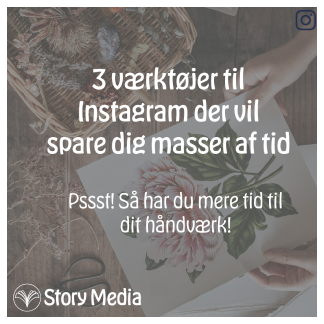 3 værktøjer til
Instagram der vil
spare dig masser af tid
Pssst! Så har du mere tid til
dit håndværk!
Story Media